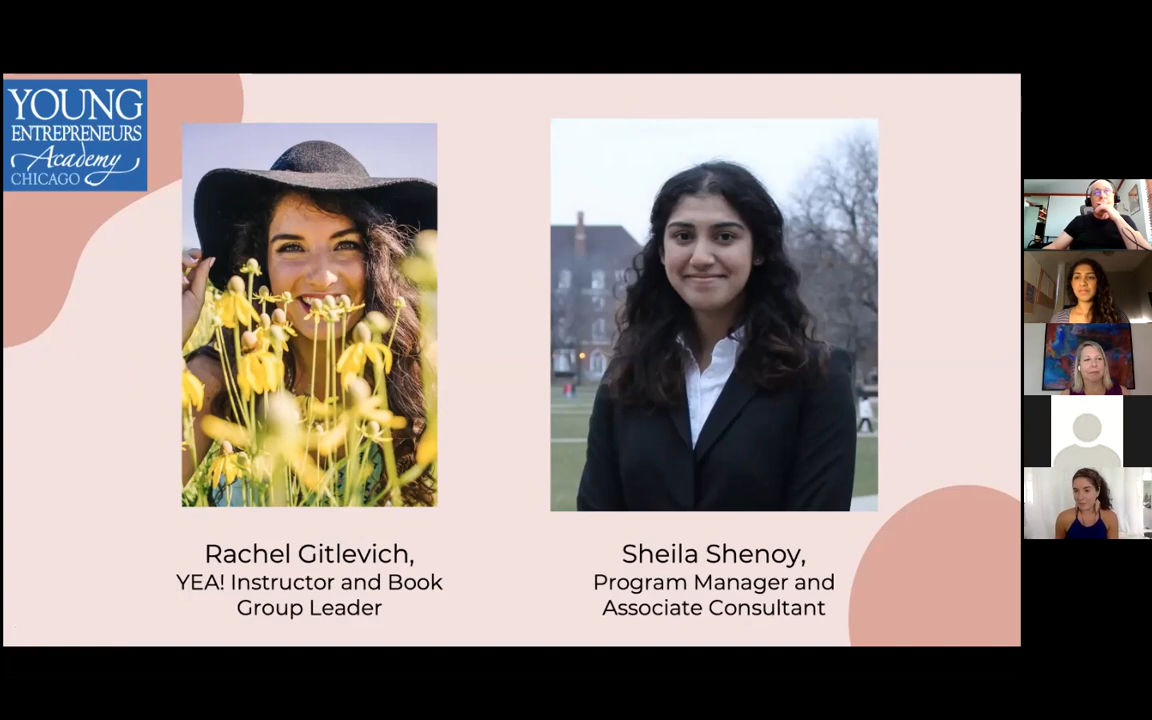 YOUNG
ENTREPRENEURS
Academy
CHICAGO
Rachel Gitlevich,
YEA! Instructor and Book
Group Leader
Sheila Shenoy,
Program Manager and
Associate Consultant